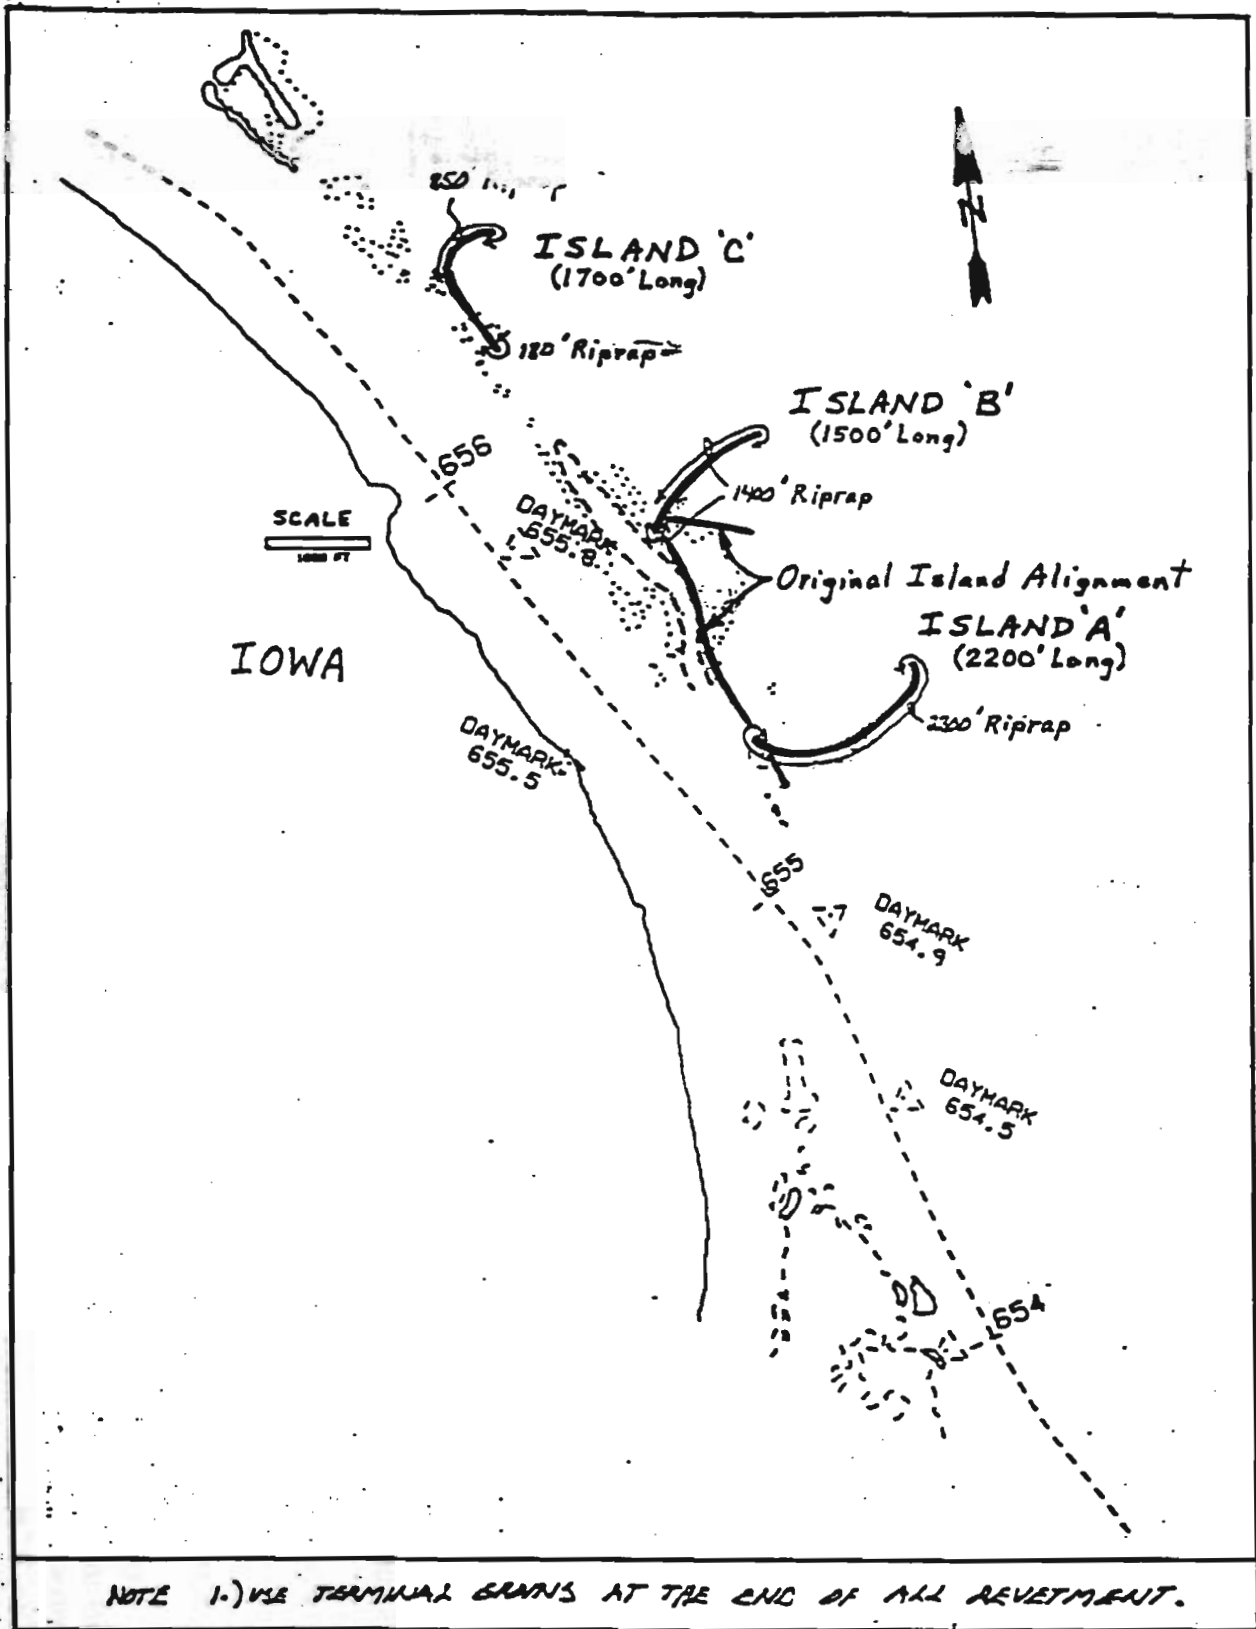 850'
ISLAND 'C'
(1700' Long)
180' Riprap
N
ISLAND 'B'
(1500' Long)
1400' Riprap
656
SCALE
1000 FT
DAYMARK
655.8
Original Island Alignment
ISLAND 'A'
(2200' Long)
IOWA
2300' Riprap
DAYMARK
655.5
655
DAYMARK
654.9
DAYMARK
654.5
654
NOTE 1.) USE TERMINAL AT THE END OF ALL REVETMENT.